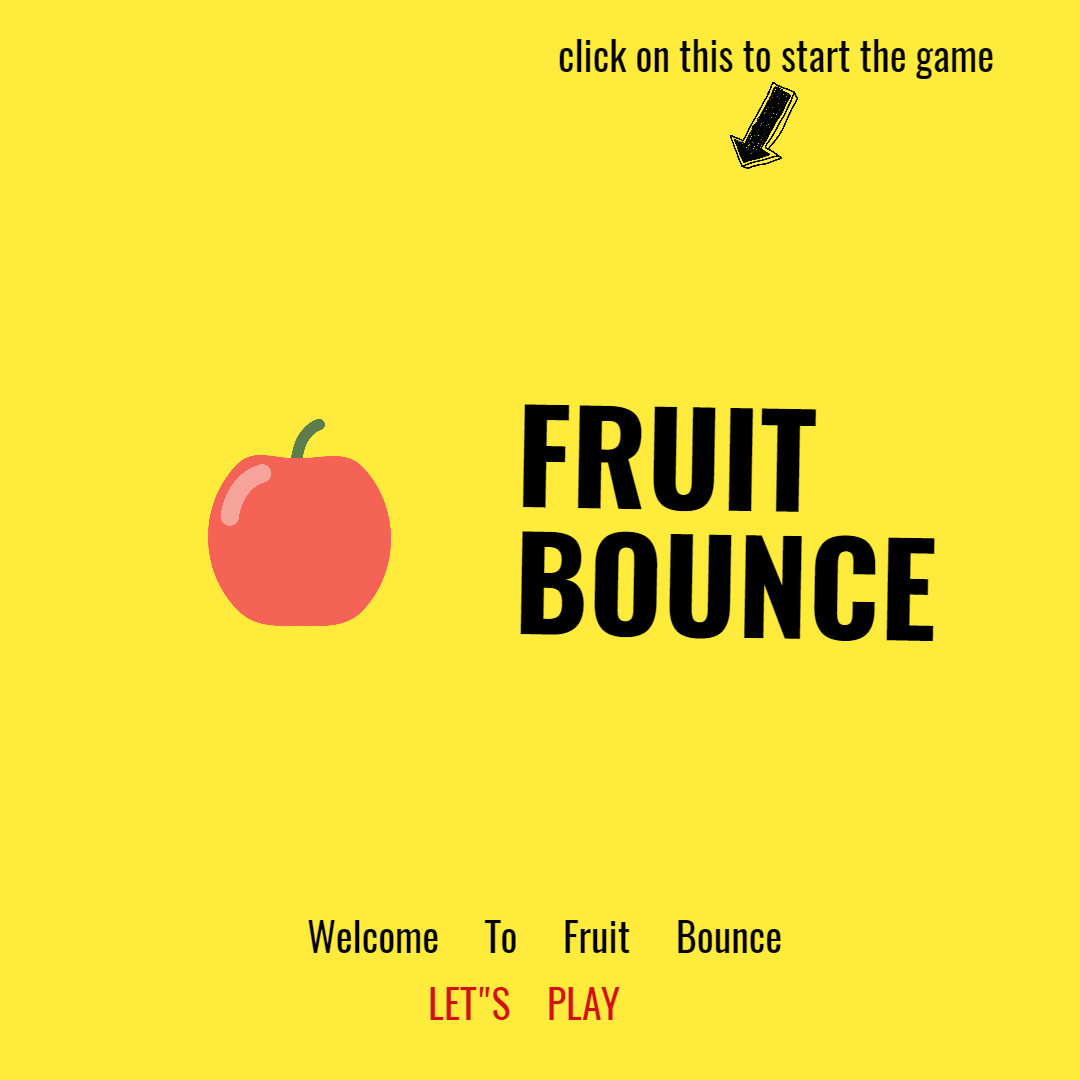 click on this to start the game
FRUIT
BOUNCE
Welcome To Fruit Bounce
LET"S PLAY